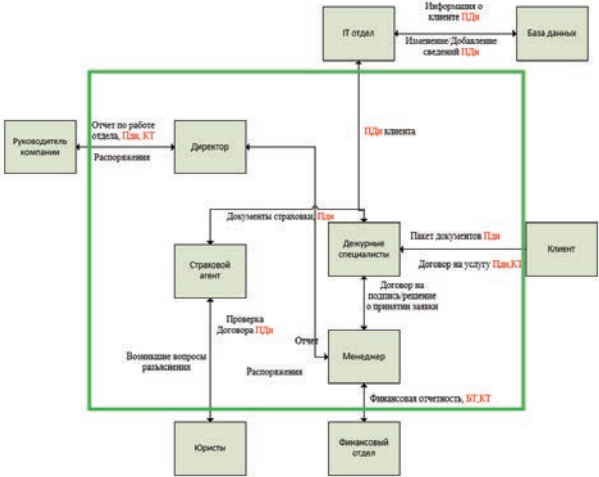 Информация о
клиенте ПДн
IT отдел
База данных
Изменение/Добавление
сведений ПДн
Отчет по работе
отдела, Пдн, КТ
ПДн клиента
Руководитель
компании
Директор
Распоряжения
Документы страховки, Пдн
Пакет документов Пдн
Дежурные
специалисты
Клиент
Страховой
агент
Договор на услугу Пдн,КТ
Договор на
подпись/решение
о принятии заявки
Проверка
Договора ПДн
Отчет
Менеджер
Возникшие вопросы
разъяснения
Распоряжения
Финансовая отчетность, БТ,КТ
Юристы
Финансовый
отдел